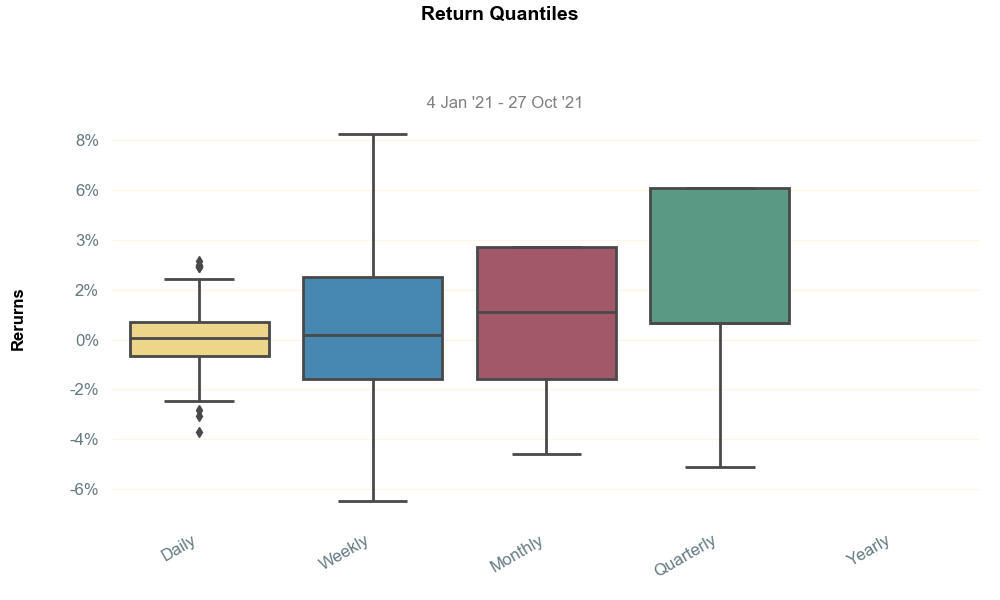 Return Quantiles
4 Jan '21 - 27 Oct '21
8%
6%
3%
2%
0%
-2%
-4%
-6%
Rerurns
Daily
Weekly
Monthly
Quarterly
Yearly